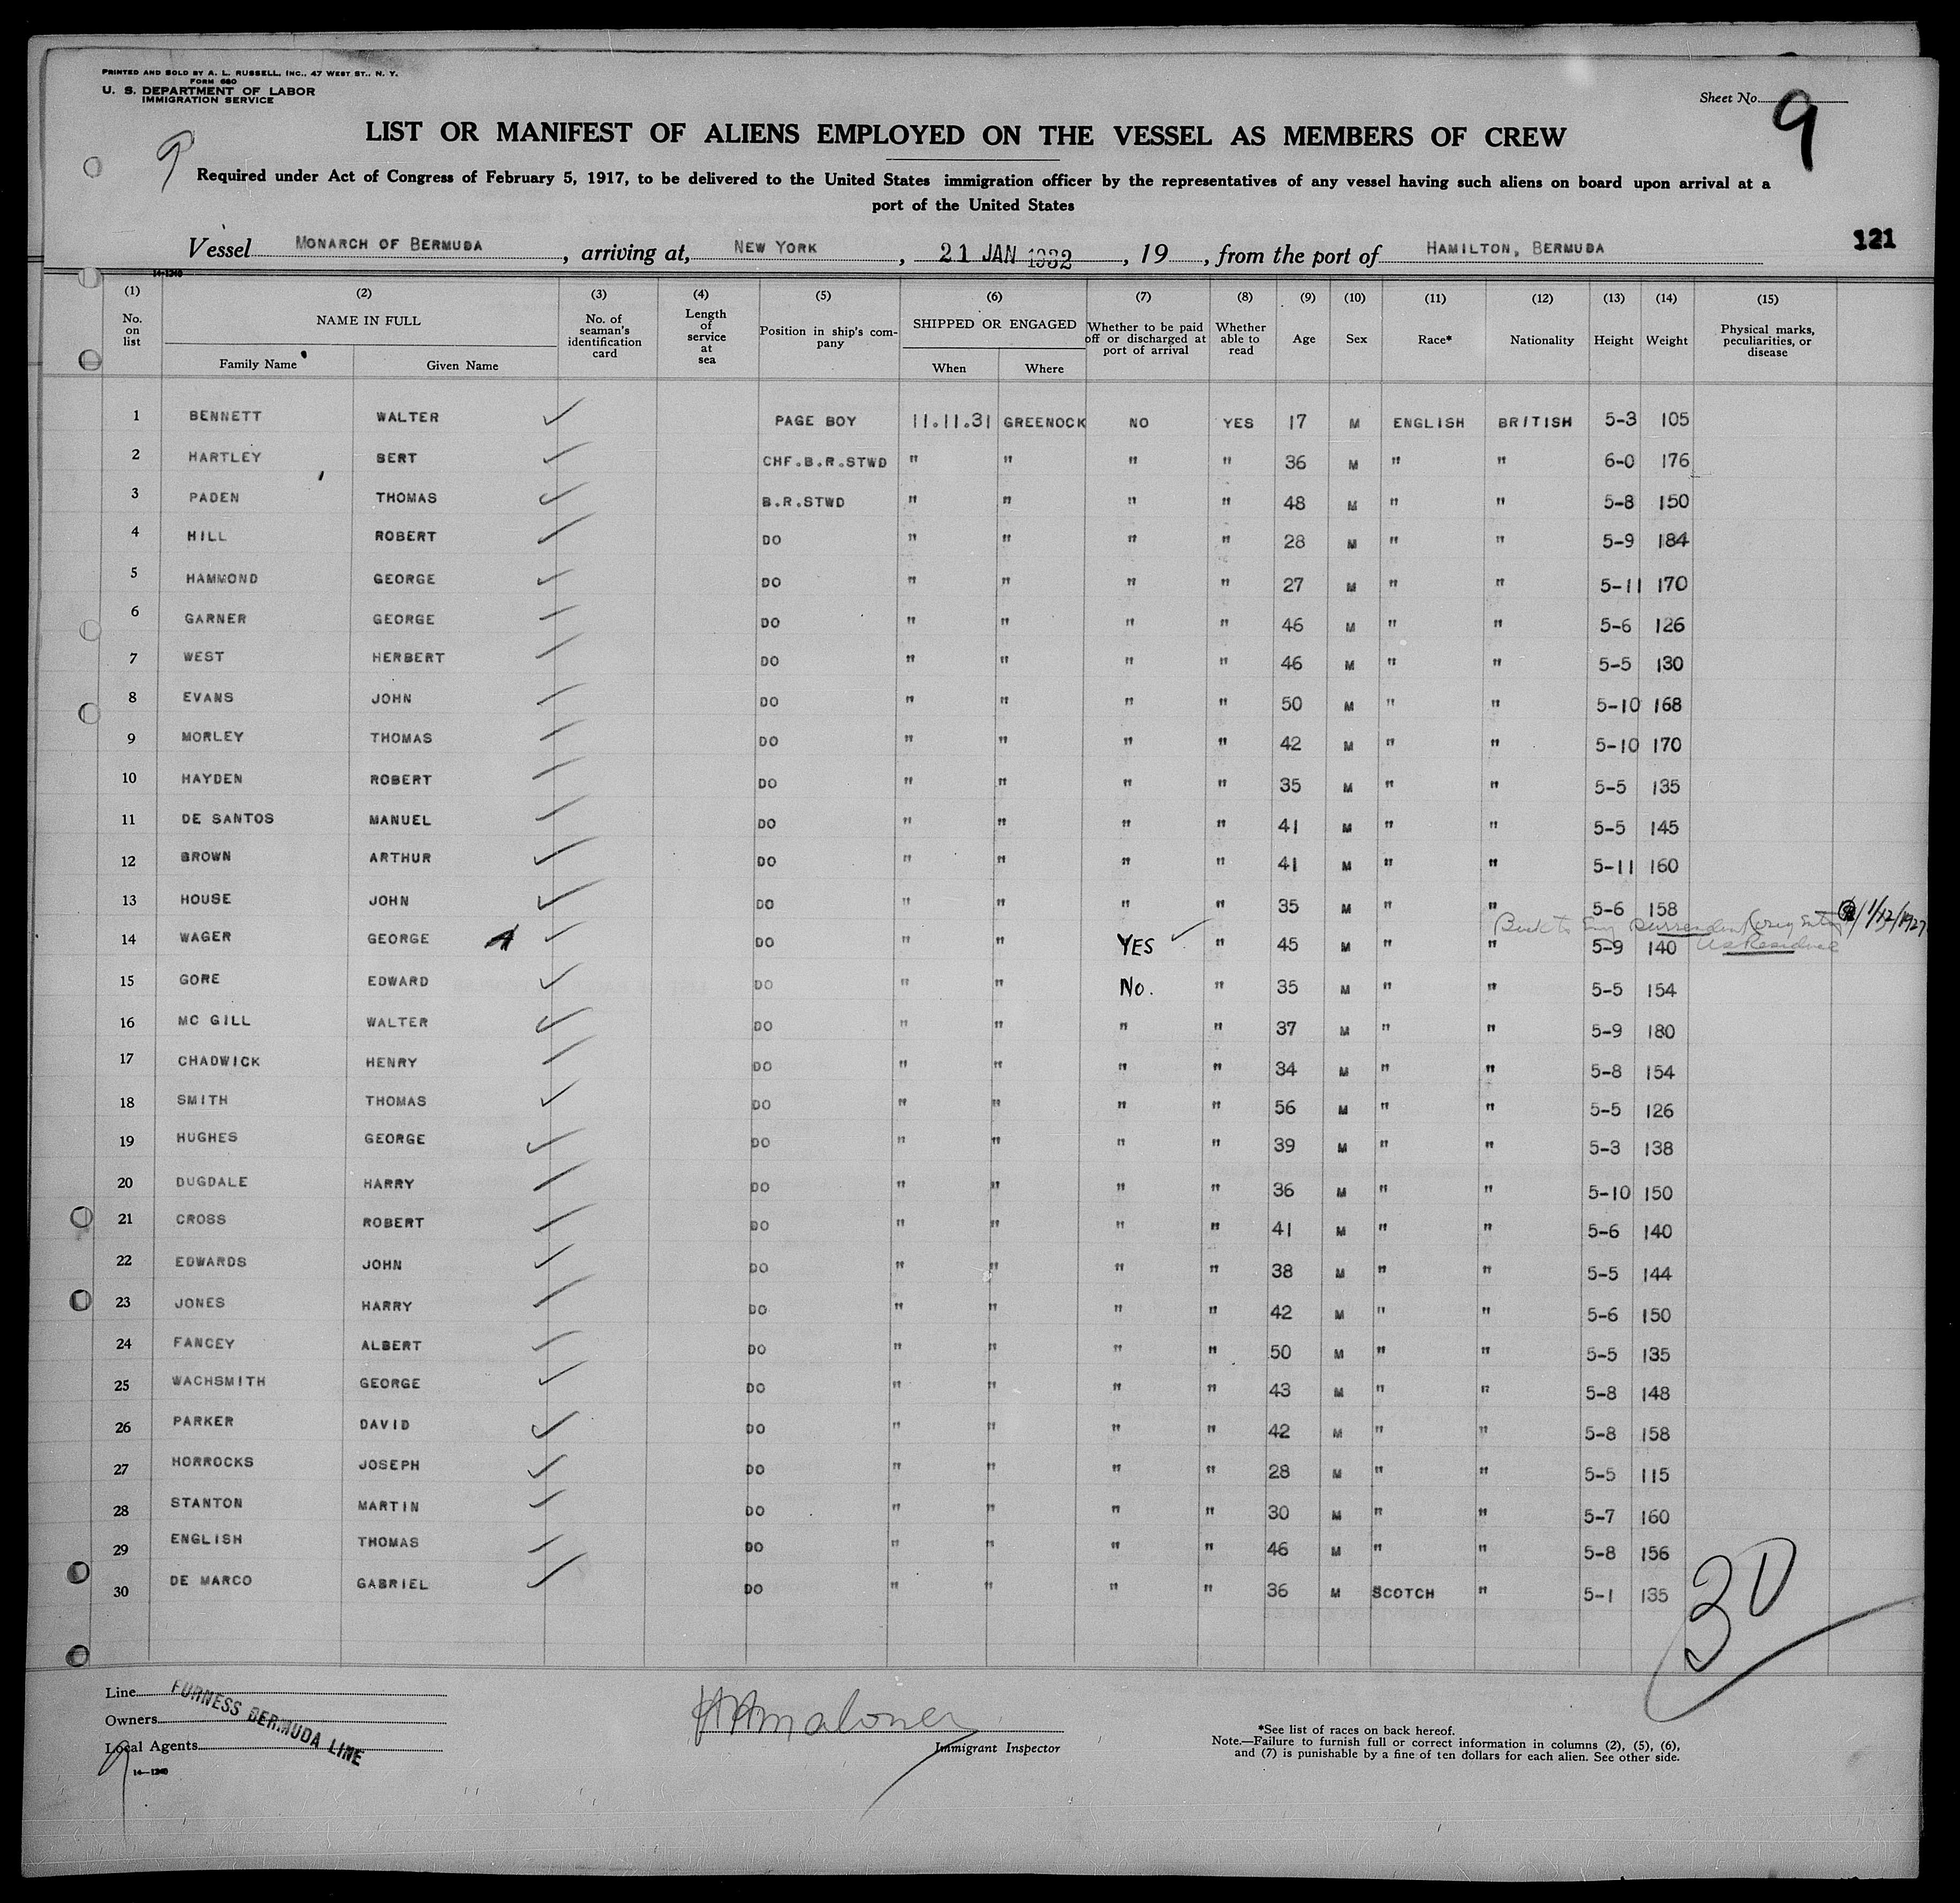 PRINTED AND SOLD BY A. L. RUSSELL, INC., 47 WEST ST., N. Y.
FORM 680
U. S. DEPARTMENT OF LABOR
IMMIGRATION SERVICE
Sheet No. 9
9
LIST OR MANIFEST OF ALIENS EMPLOYED ON THE VESSEL AS MEMBERS OF CREW
Required under Act of Congress of February 5, 1917, to be delivered to the United States immigration officer by the representatives of any vessel having such aliens on board upon arrival at a
port of the United States
121
Vessel MONARCH OF BERMUDA, arriving at, NEW YORK, 21 JAN 1932, 19, from the port of HAMILTON, BERMUDA
14-1240
(1) (2) (3) (4) (5) (6) (7) (8) (9) (10) (11) (12) (13) (14) (15)
No. on list NAME IN FULL Family Name Given Name No. of seaman's identification card Length of service at sea Position in ship's company SHIPPED OR ENGAGED When Where Whether to be paid off or discharged at port of arrival Whether able to read Age Sex Race* Nationality Height Weight Physical marks, peculiarities, or disease
1 BENNETT WALTER PAGE BOY 11.11.31 GREENOCK NO YES 17 M ENGLISH BRITISH 5-3 105
2 HARTLEY BERT CHF.B.R.STWD " " " " 36 M " " 6-0 176
3 PADEN THOMAS B.R.STWD " " " " 48 M " " 5-8 150
4 HILL ROBERT DO " " " " 28 M " " 5-9 184
5 HAMMOND GEORGE DO " " " " 27 M " " 5-11 170
6 GARNER GEORGE DO " " " " 46 M " " 5-6 126
7 WEST HERBERT DO " " " " 46 M " " 5-5 130
8 EVANS JOHN DO " " " " 50 M " " 5-10 168
9 MORLEY THOMAS DO " " " " 42 M " " 5-10 170
10 HAYDEN ROBERT DO " " " " 35 M " " 5-5 135
11 DE SANTOS MANUEL DO " " " " 41 M " " 5-5 145
12 BROWN ARTHUR DO " " " " 41 M " " 5-11 160
13 HOUSE JOHN DO " " " " 35 M " " 5-6 158
14 WAGER GEORGE DO " " YES " 45 M " " 5-9 140
15 GORE EDWARD DO " " No. " 35 M " " 5-5 154
16 MC GILL WALTER DO " " " " 37 M " " 5-9 180
17 CHADWICK HENRY DO " " " " 34 M " " 5-8 154
18 SMITH THOMAS DO " " " " 56 M " " 5-5 126
19 HUGHES GEORGE DO " " " " 39 M " " 5-3 138
20 DUGDALE HARRY DO " " " " 36 M " " 5-10 150
21 CROSS ROBERT DO " " " " 41 M " " 5-6 140
22 EDWARDS JOHN DO " " " " 38 M " " 5-5 144
23 JONES HARRY DO " " " " 42 M " " 5-6 150
24 FANCEY ALBERT DO " " " " 50 M " " 5-5 135
25 WACHSMITH GEORGE DO " " " " 43 M " " 5-8 148
26 PARKER DAVID DO " " " " 42 M " " 5-8 158
27 HORROCKS JOSEPH DO " " " " 28 M " " 5-5 115
28 STANTON MARTIN DO " " " " 30 M " " 5-7 160
29 ENGLISH THOMAS DO " " " " 46 M " " 5-8 156
30 DE MARCO GABRIEL DO " " " " 36 M SCOTCH " 5-1 135
30
Line
Owners
Local Agents
FURNESS BERMUDA LINE
Immigrant Inspector
*See list of races on back hereof.
Note.—Failure to furnish full or correct information in columns (2), (5), (6),
and (7) is punishable by a fine of ten dollars for each alien. See other side.
14-1240
9